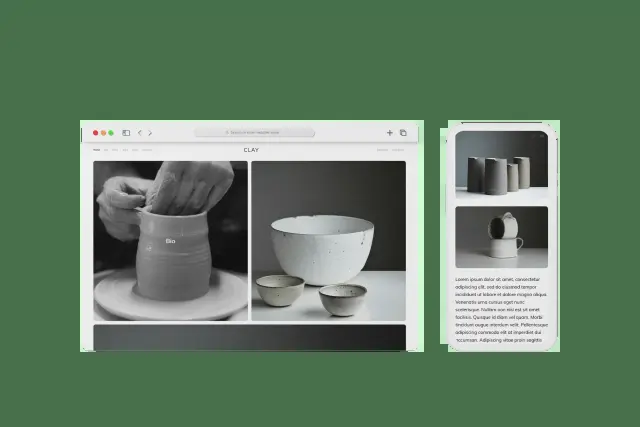 CLAY
Bio
Lorem ipsum dolor sit amet, consectetur
adipiscing elit, sed do eiusmod tempor
incididunt ut labore et dolore magna aliqua.
Venenatis urna cursus eget nunc
scelerisque. Nullam non nisi est sit amet
facilisis. Quisque id diam vel quam. Morbi
tincidunt augue interdum velit. Pellentesque
adipiscing commodo elit at imperdiet dui
accumsan. Adipiscing vitae proin sagittis